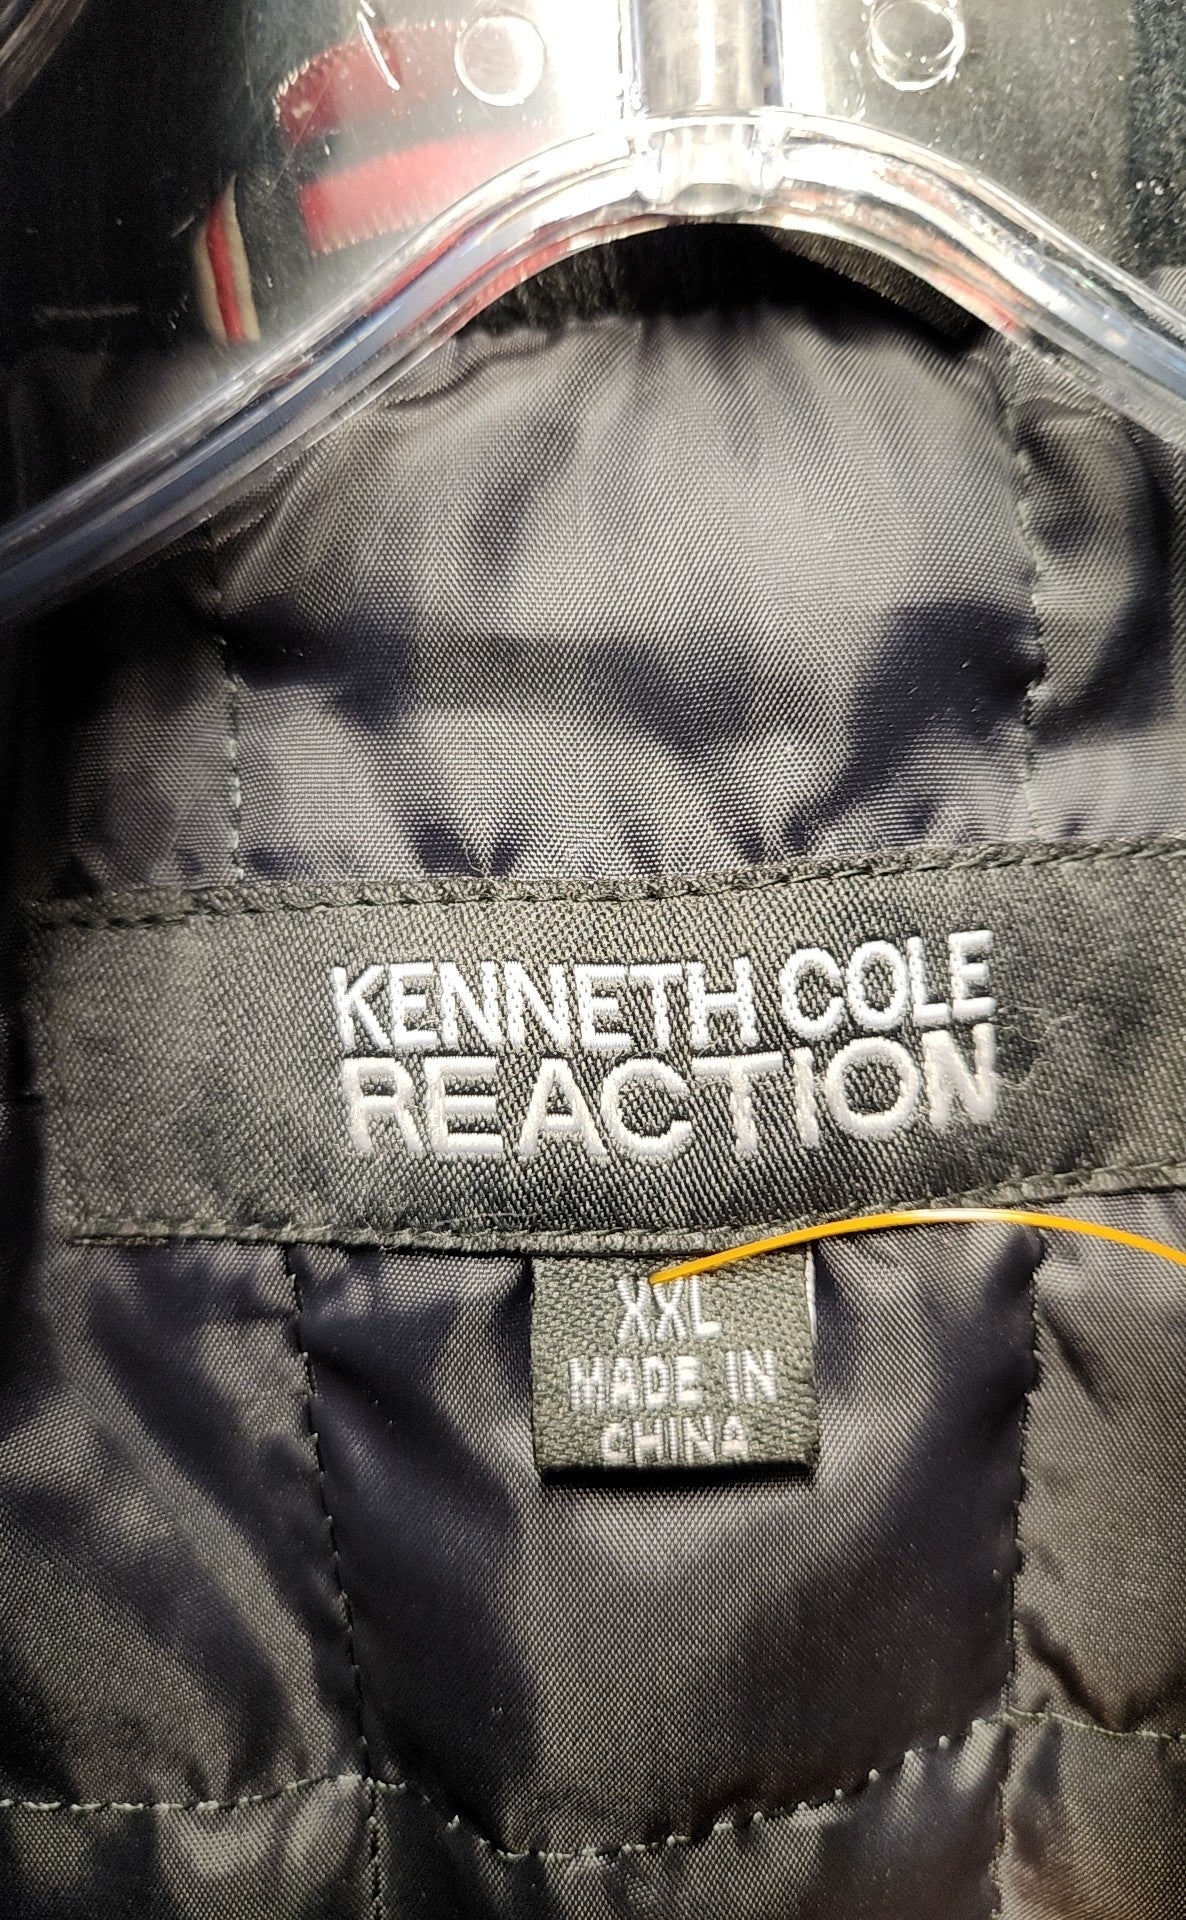 KENNETH COLE
REACTION
XXL
MADE IN
CHINA